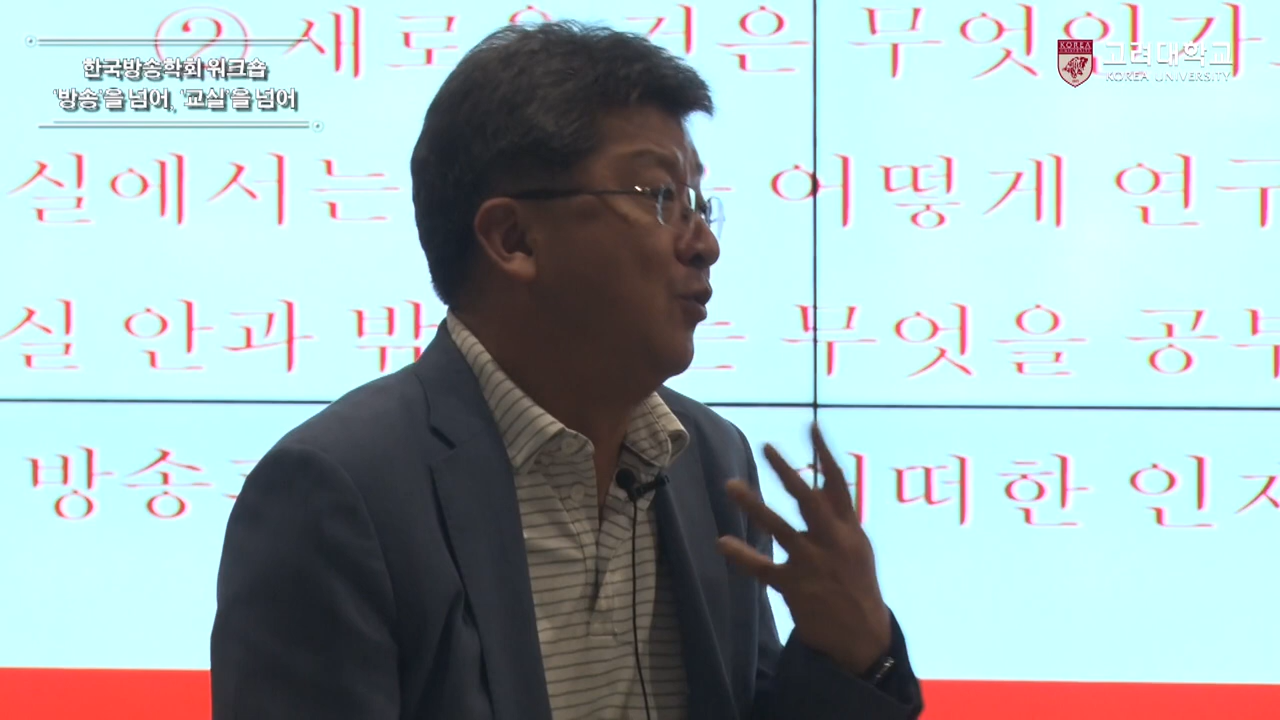 한국방송학회 워크숍
'방송'을 넘어, '교실'을 넘어
고려대학교
KOREA UNIVERSITY
② 새로운 것은 무엇인가
실에서는 어떻게 연구
실 안과 밖 는 무엇을 공부
방송 어떠한 인지